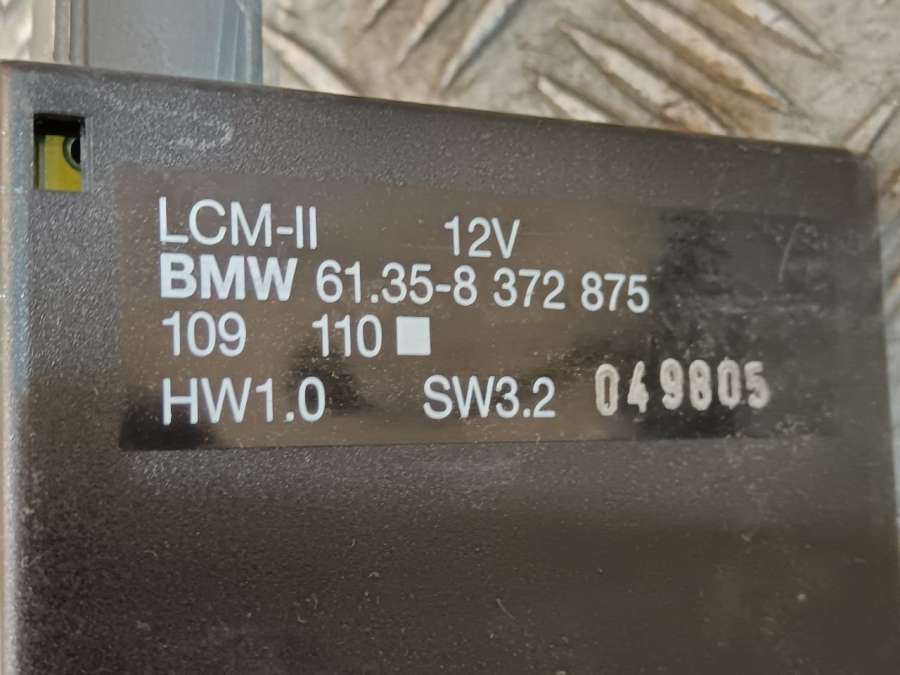 LCM-II 12V
BMW 61.35-8 372 875
109 110
HW1.0 SW3.2 049805